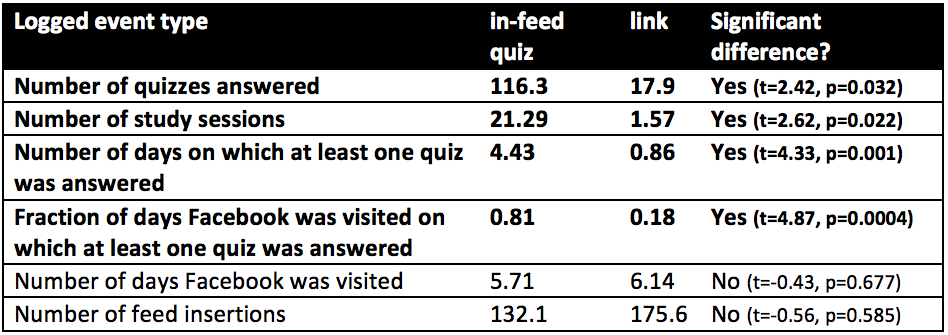 Logged event type in-feed link Significant
quiz difference?
Number of quizzes answered 116.3 17.9 Yes (t=2.42, p=0.032)
Number of study sessions 21.29 1.57 Yes (t=2.62, p=0.022)
Number of days on which at least one quiz 4.43 0.86 Yes (t=4.33, p=0.001)
was answered
Fraction of days Facebook was visited on 0.81 0.18 Yes (t=4.87, p=0.0004)
which at least one quiz was answered
Number of days Facebook was visited 5.71 6.14 No (t=-0.43, p=0.677)
Number of feed insertions 132.1 175.6 No (t=-0.56, p=0.585)